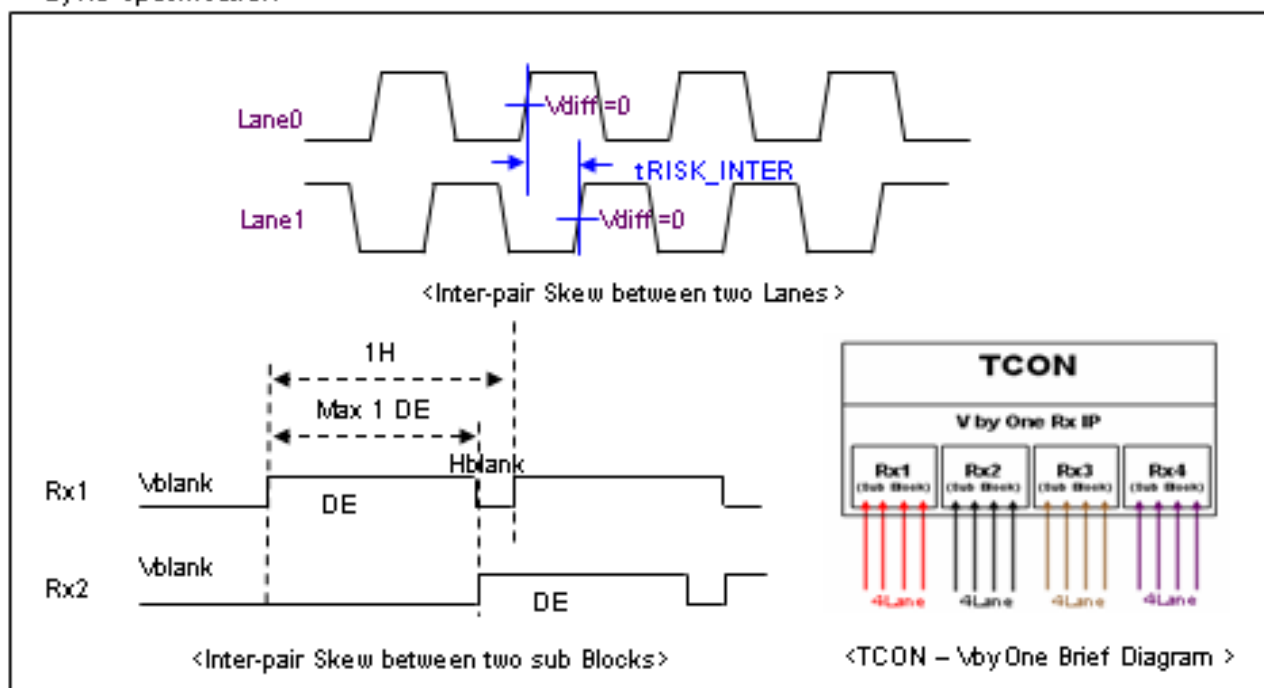 Lane0
Vdiff=0
tRISK_INTER
Lane1
Vdiff=0
<Inter-pair Skew between two Lanes >
1H
Max 1 DE
Hblank
Rx1
Vblank
DE
Rx2
Vblank
DE
<Inter-pair Skew between two sub Blocks>
TCON
V by One Rx IP
Rx1
(Sub Block)
Rx2
(Sub Block)
Rx3
(Sub Block)
Rx4
(Sub Block)
4Lane
4Lane
4Lane
4Lane
<TCON – VbyOne Brief Diagram >